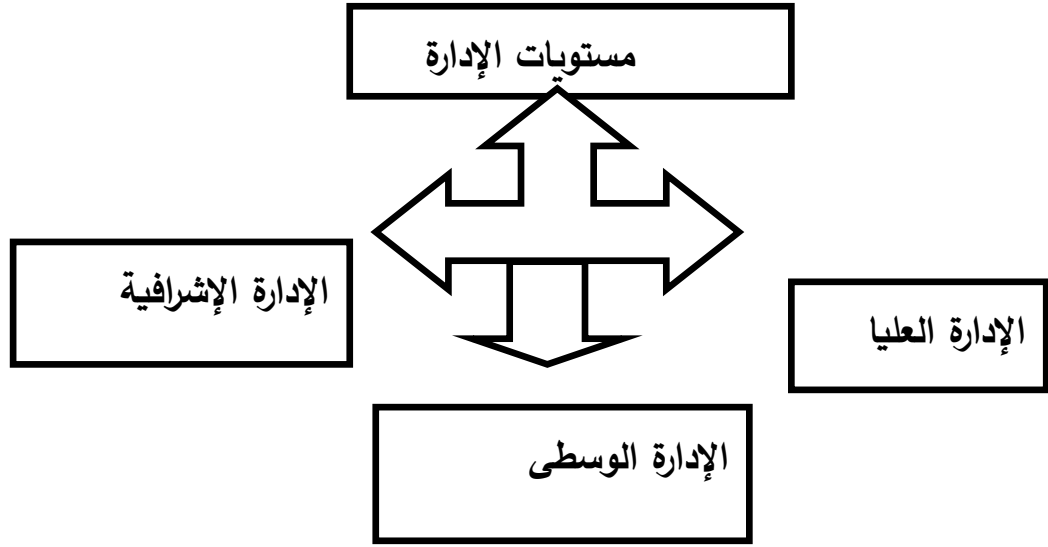 مستويات الإدارة
الإدارة العليا
الإدارة الوسطى
الإدارة الإشرافية